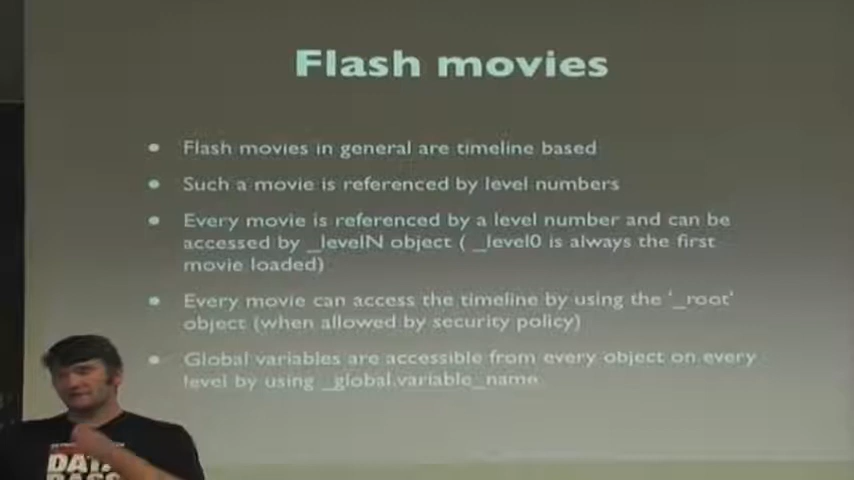 Flash movies
• Flash movies in general are timeline based
• Such a movie is referenced by level numbers
• Every movie is referenced by a level number and can be
accessed by _levelN object ( _level0 is always the first
movie loaded)
• Every movie can access the timeline by using the '_root'
object (when allowed by security policy)
• Global variables are accessible from every object on every
level by using _global.variable_name
DATA
BASS